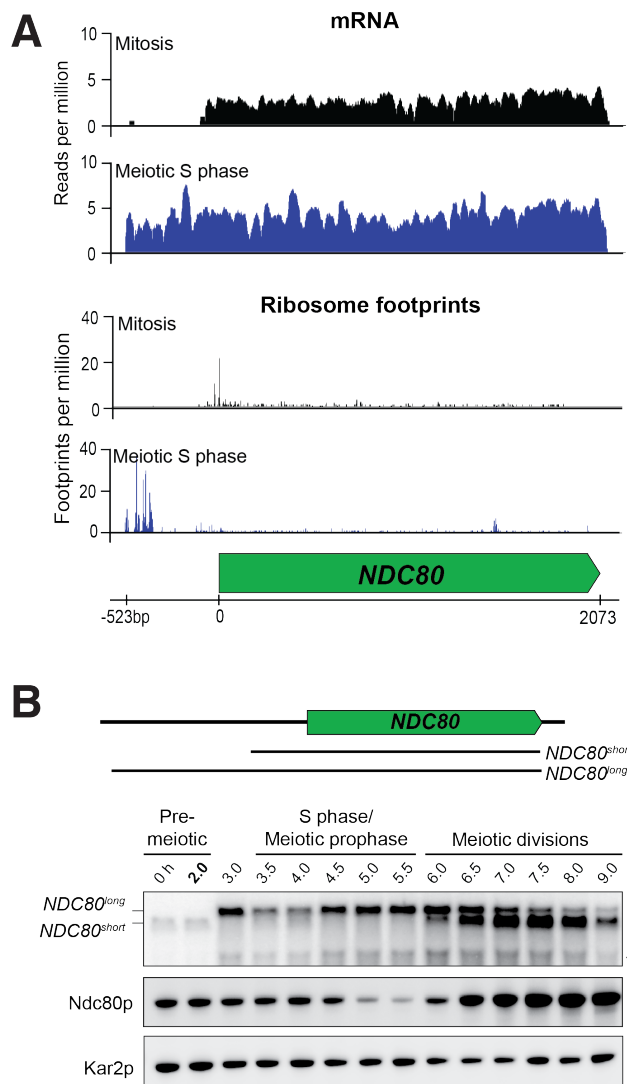 A
mRNA
Reads per million
10
5
0
Mitosis
10
5
0
Meiotic S phase
Ribosome footprints
Footprints per million
40
20
0
Mitosis
40
20
0
Meiotic S phase
NDC80
-523bp 0 2073
B
NDC80
NDC80shor
NDC80long
Pre-
meiotic
S phase/
Meiotic prophase
Meiotic divisions
0 h 2.0 3.0 3.5 4.0 4.5 5.0 5.5 6.0 6.5 7.0 7.5 8.0 9.0
NDC80long
NDC80short
Ndc80p
Kar2p